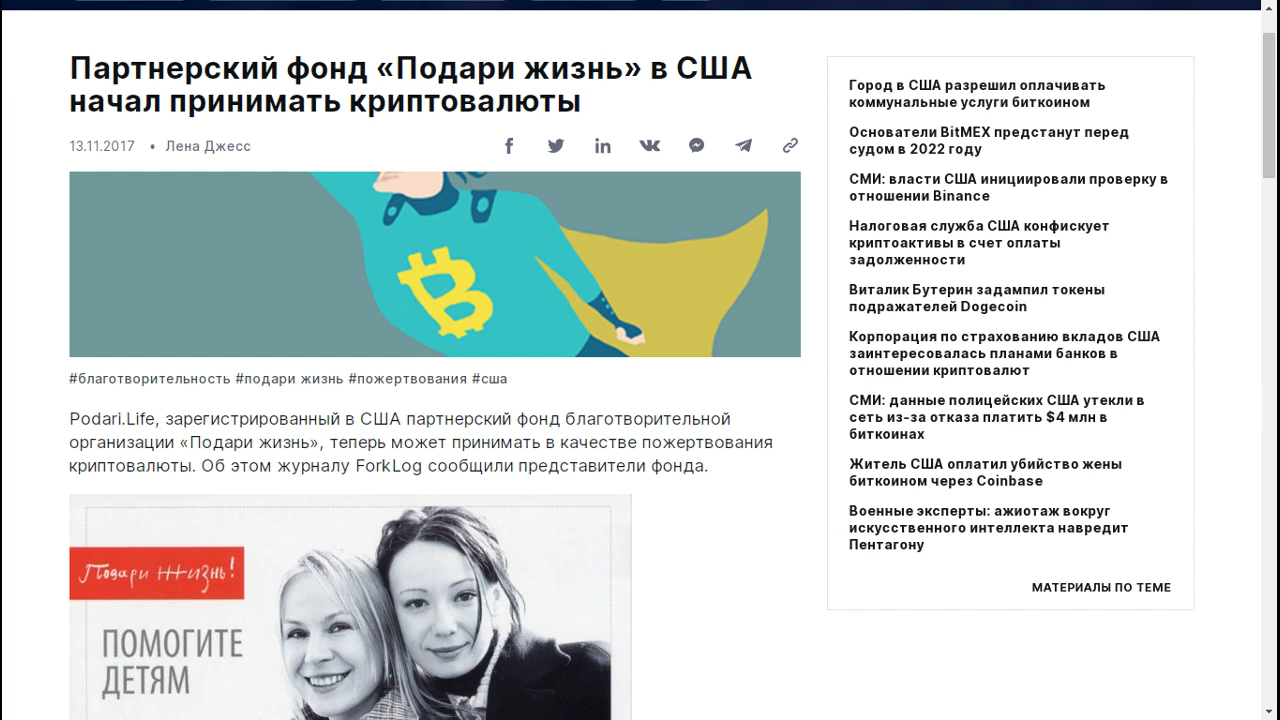 Партнерский фонд «Подари жизнь» в США
начал принимать криптовалюты
13.11.2017 • Лена Джесс
#благотворительность #подари жизнь #пожертвования #сша
Podari.Life, зарегистрированный в США партнерский фонд благотворительной
организации «Подари жизнь», теперь может принимать в качестве пожертвования
криптовалюты. Об этом журналу ForkLog сообщили представители фонда.
Подари жизнь!
ПОМОГИТЕ
ДЕТЯМ
Город в США разрешил оплачивать
коммунальные услуги биткоином
Основатели BitMEX предстанут перед
судом в 2022 году
СМИ: власти США инициировали проверку в
отношении Binance
Налоговая служба США конфискует
криптоактивы в счет оплаты
задолженности
Виталик Бутерин задампил токены
подражателей Dogecoin
Корпорация по страхованию вкладов США
заинтересовалась планами банков в
отношении криптовалют
СМИ: данные полицейских США утекли в
сеть из-за отказа платить $4 млн в
биткоинах
Житель США оплатил убийство жены
биткоином через Coinbase
Военные эксперты: ажиотаж вокруг
искусственного интеллекта навредит
Пентагону
МАТЕРИАЛЫ ПО ТЕМЕ